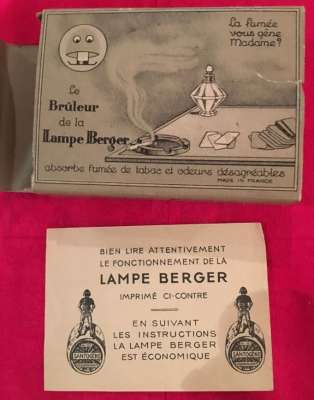 La fumée
vous gêne
Madame?
Le
Brûleur
de la
Lampe Berger
absorbe fumée de tabac et odeurs désagréables
MADE IN FRANCE
BIEN LIRE ATTENTIVEMENT
LE FONCTIONNEMENT DE LA
LAMPE BERGER
IMPRIMÉ CI-CONTRE
EN SUIVANT
LES INSTRUCTIONS
LA LAMPE BERGER
EST ÉCONOMIQUE
SANTOGÈNE
SANTOGÈNE